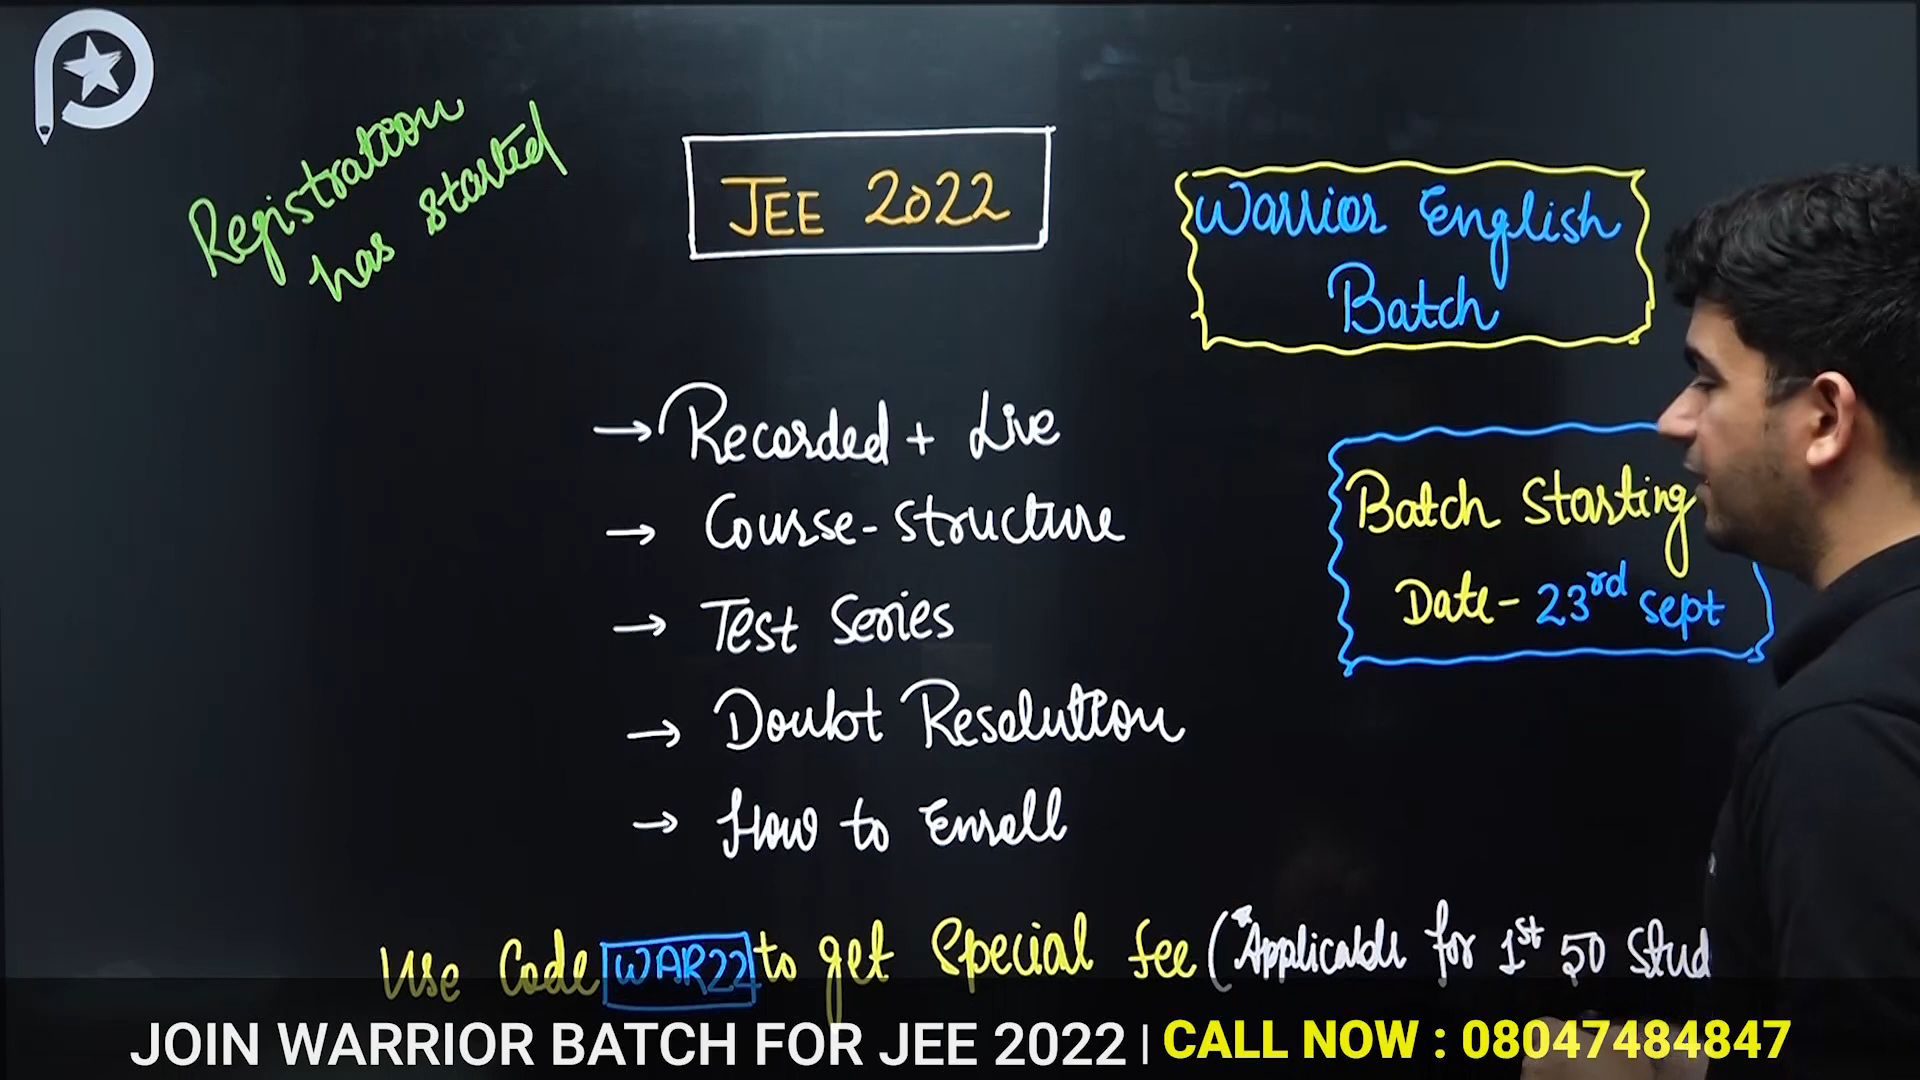 Registration
has started
JEE 2022
Warrior English
Batch
→ Recorded + Live
→ Course-Structure
→ Test Series
→ Doubt Resolution
→ How to Enroll
Batch Starting
Date - 23rd Sept
Use Code WAR22 to get Special fee (*Applicable for 1st 50 Stud
JOIN WARRIOR BATCH FOR JEE 2022 | CALL NOW : 08047484847